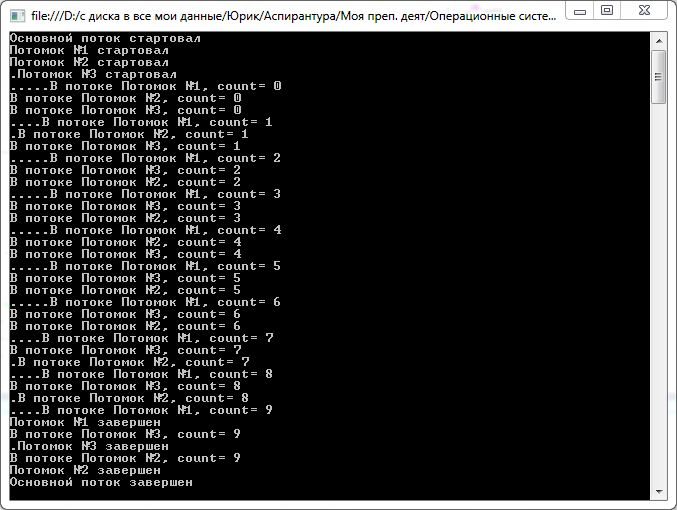 file:///D:/с диска в все мои данные/Юрик/Аспирантура/Моя преп. деят/Операционные систе...
Основной поток стартовал
Потомок №1 стартовал
Потомок №2 стартовал
.Потомок №3 стартовал
.....В потоке Потомок №1, count= 0
В потоке Потомок №2, count= 0
В потоке Потомок №3, count= 0
....В потоке Потомок №1, count= 1
.В потоке Потомок №2, count= 1
В потоке Потомок №3, count= 1
.....В потоке Потомок №1, count= 2
В потоке Потомок №3, count= 2
В потоке Потомок №2, count= 2
.....В потоке Потомок №1, count= 3
В потоке Потомок №3, count= 3
В потоке Потомок №2, count= 3
.....В потоке Потомок №1, count= 4
В потоке Потомок №2, count= 4
В потоке Потомок №3, count= 4
.....В потоке Потомок №1, count= 5
В потоке Потомок №3, count= 5
В потоке Потомок №2, count= 5
.....В потоке Потомок №1, count= 6
В потоке Потомок №3, count= 6
В потоке Потомок №2, count= 6
....В потоке Потомок №1, count= 7
В потоке Потомок №3, count= 7
.В потоке Потомок №2, count= 7
....В потоке Потомок №1, count= 8
В потоке Потомок №3, count= 8
.В потоке Потомок №2, count= 8
....В потоке Потомок №1, count= 9
Потомок №1 завершен
В потоке Потомок №3, count= 9
.Потомок №3 завершен
В потоке Потомок №2, count= 9
Потомок №2 завершен
Основной поток завершен